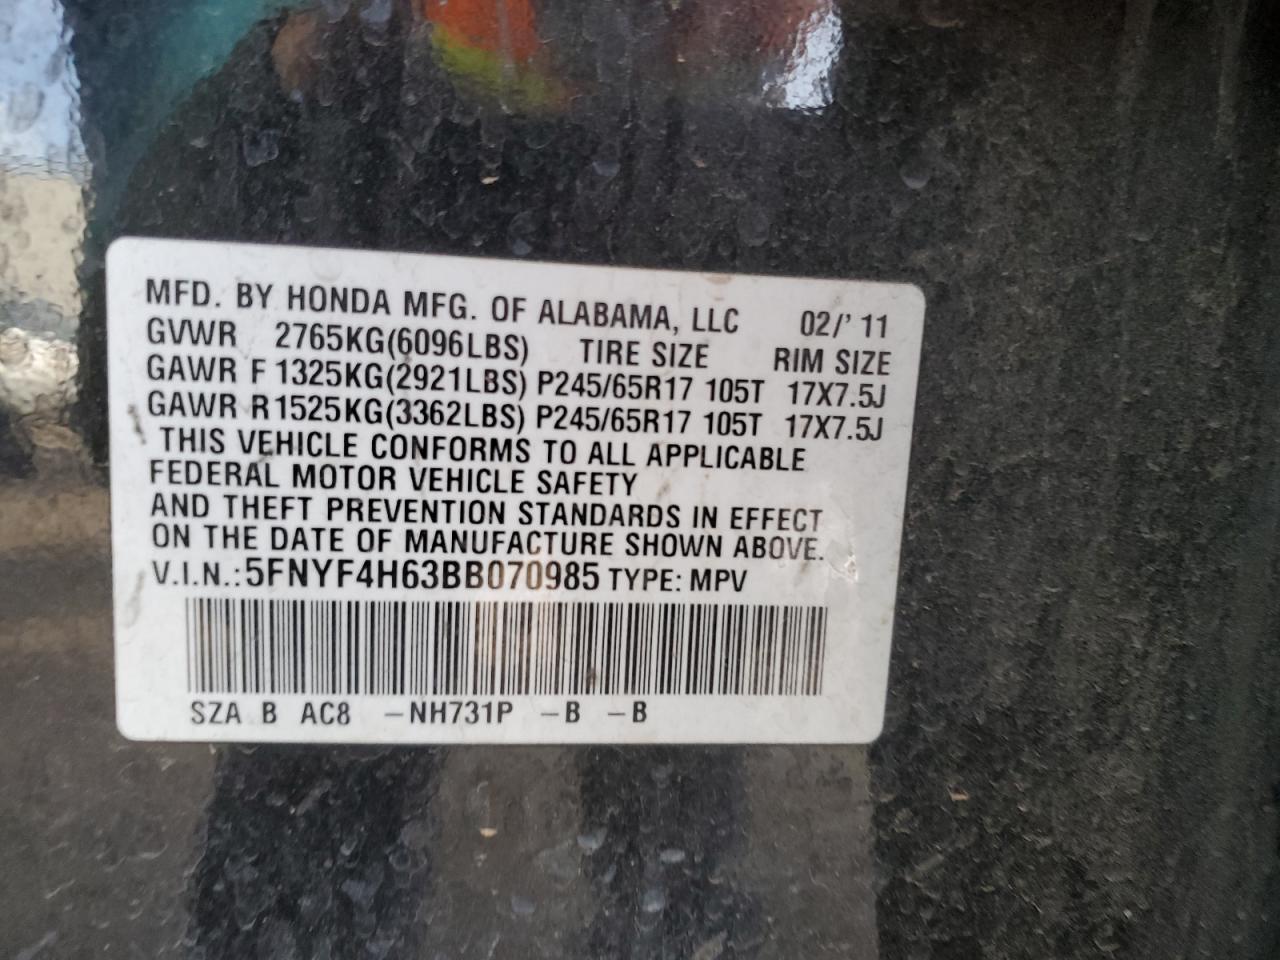 MFD. BY HONDA MFG. OF ALABAMA, LLC 02/'11
GVWR 2765KG(6096LBS) TIRE SIZE RIM SIZE
GAWR F 1325KG(2921LBS) P245/65R17 105T 17X7.5J
GAWR R 1525KG(3362LBS) P245/65R17 105T 17X7.5J
THIS VEHICLE CONFORMS TO ALL APPLICABLE
FEDERAL MOTOR VEHICLE SAFETY
AND THEFT PREVENTION STANDARDS IN EFFECT
ON THE DATE OF MANUFACTURE SHOWN ABOVE.
V.I.N.: 5FNYF4H63BB070985 TYPE: MPV
SZA B AC8 -NH731P -B -B